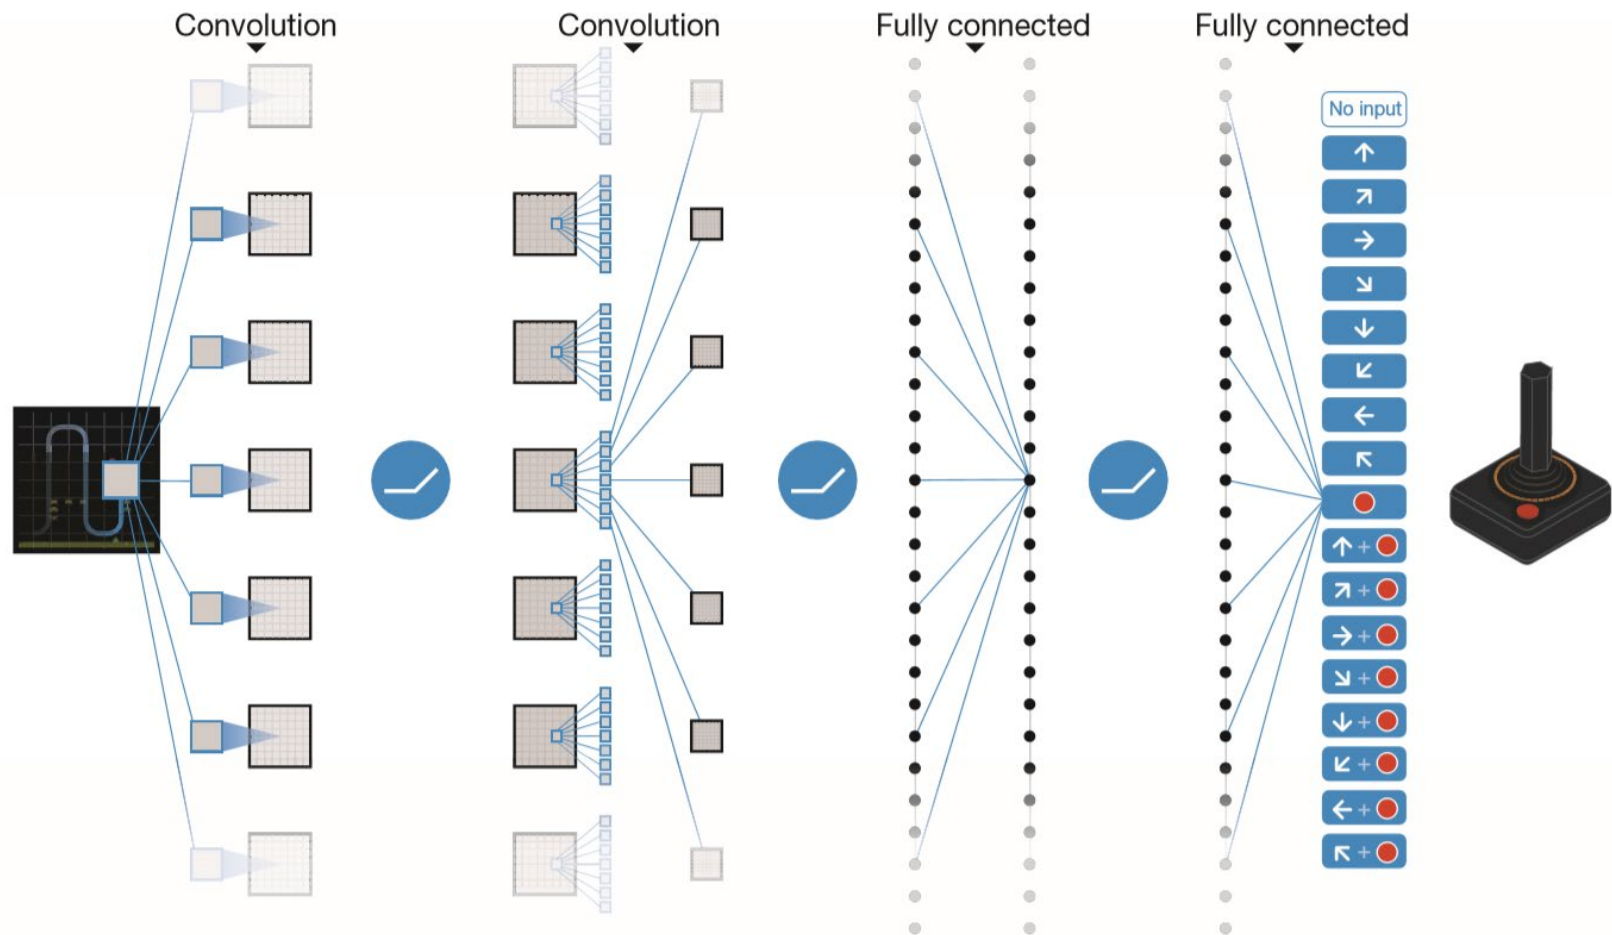 Convolution
Convolution
Fully connected
Fully connected
No input
+
+
+
+
+
+
+
+